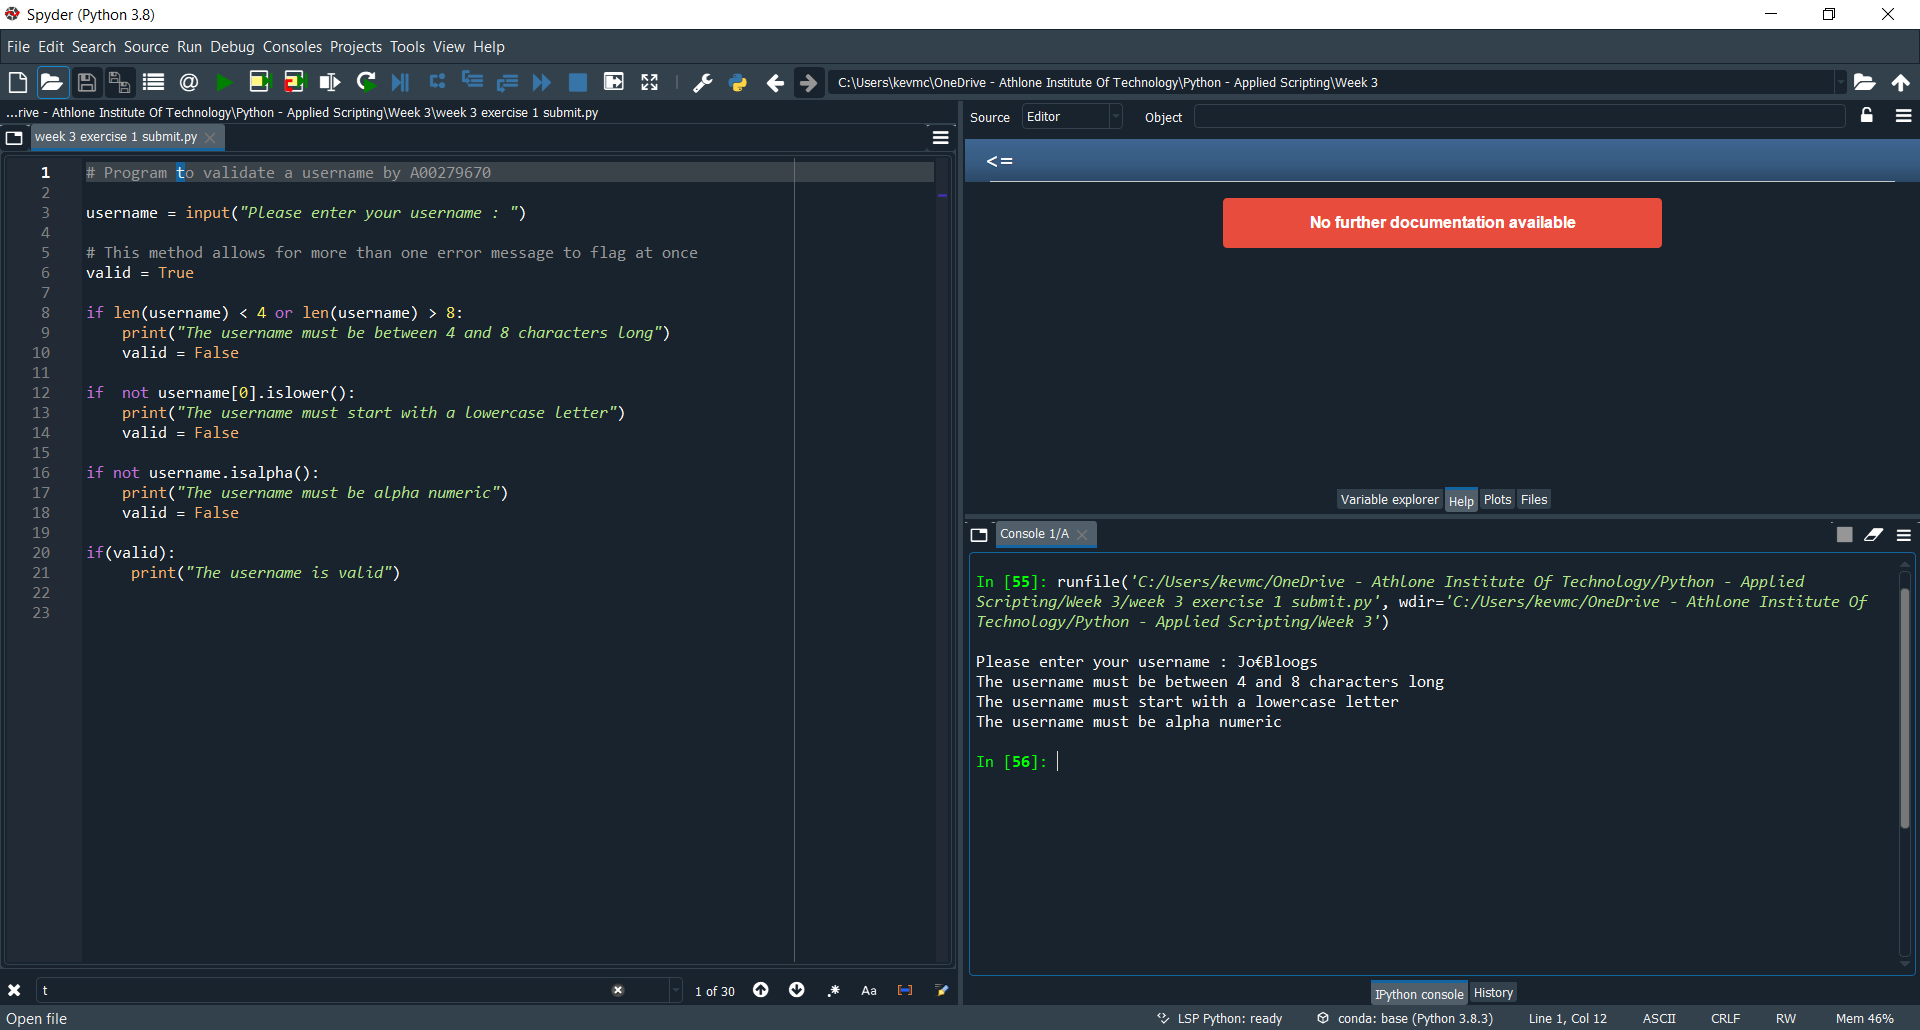 Spyder (Python 3.8)
File Edit Search Source Run Debug Consoles Projects Tools View Help
C:\Users\kevmc\OneDrive - Athlone Institute Of Technology\Python - Applied Scripting\Week 3
...rive - Athlone Institute Of Technology\Python - Applied Scripting\Week 3\week 3 exercise 1 submit.py
week 3 exercise 1 submit.py
1 # Program to validate a username by A00279670
2
3 username = input("Please enter your username : ")
4
5 # This method allows for more than one error message to flag at once
6 valid = True
7
8 if len(username) < 4 or len(username) > 8:
9     print("The username must be between 4 and 8 characters long")
10     valid = False
11
12 if  not username[0].islower():
13     print("The username must start with a lowercase letter")
14     valid = False
15
16 if not username.isalpha():
17     print("The username must be alpha numeric")
18     valid = False
19
20 if(valid):
21      print("The username is valid")
22
23
t
1 of 30
.*
Aa
Source Editor Object
<=
No further documentation available
Variable explorer Help Plots Files
Console 1/A
In [55]: runfile('C:/Users/kevmc/OneDrive - Athlone Institute Of Technology/Python - Applied
Scripting/Week 3/week 3 exercise 1 submit.py', wdir='C:/Users/kevmc/OneDrive - Athlone Institute Of
Technology/Python - Applied Scripting/Week 3')
Please enter your username : Jo€Bloogs
The username must be between 4 and 8 characters long
The username must start with a lowercase letter
The username must be alpha numeric
In [56]:
IPython console History
Open file
LSP Python: ready conda: base (Python 3.8.3) Line 1, Col 12 ASCII CRLF RW Mem 46%